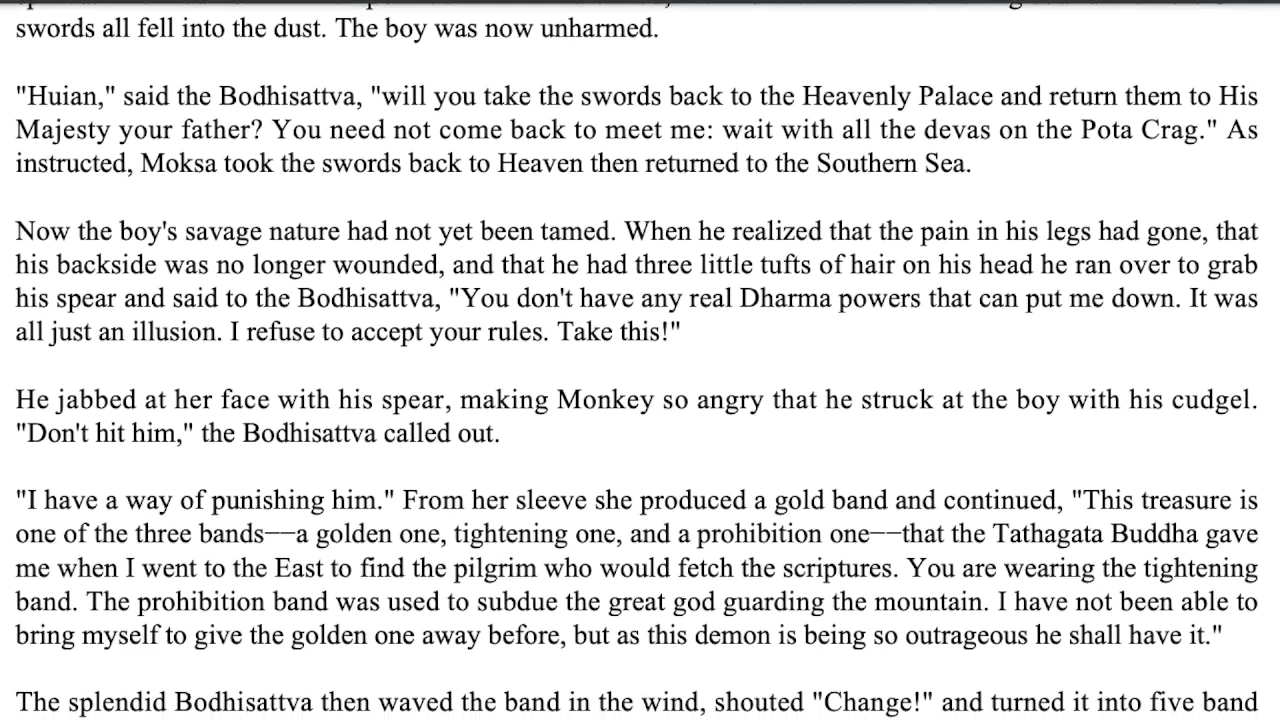 swords all fell into the dust. The boy was now unharmed.
"Huian," said the Bodhisattva, "will you take the swords back to the Heavenly Palace and return them to His
Majesty your father? You need not come back to meet me: wait with all the devas on the Pota Crag." As
instructed, Moksa took the swords back to Heaven then returned to the Southern Sea.
Now the boy's savage nature had not yet been tamed. When he realized that the pain in his legs had gone, that
his backside was no longer wounded, and that he had three little tufts of hair on his head he ran over to grab
his spear and said to the Bodhisattva, "You don't have any real Dharma powers that can put me down. It was
all just an illusion. I refuse to accept your rules. Take this!"
He jabbed at her face with his spear, making Monkey so angry that he struck at the boy with his cudgel.
"Don't hit him," the Bodhisattva called out.
"I have a way of punishing him." From her sleeve she produced a gold band and continued, "This treasure is
one of the three bands——a golden one, tightening one, and a prohibition one——that the Tathagata Buddha gave
me when I went to the East to find the pilgrim who would fetch the scriptures. You are wearing the tightening
band. The prohibition band was used to subdue the great god guarding the mountain. I have not been able to
bring myself to give the golden one away before, but as this demon is being so outrageous he shall have it."
The splendid Bodhisattva then waved the band in the wind, shouted "Change!" and turned it into five band